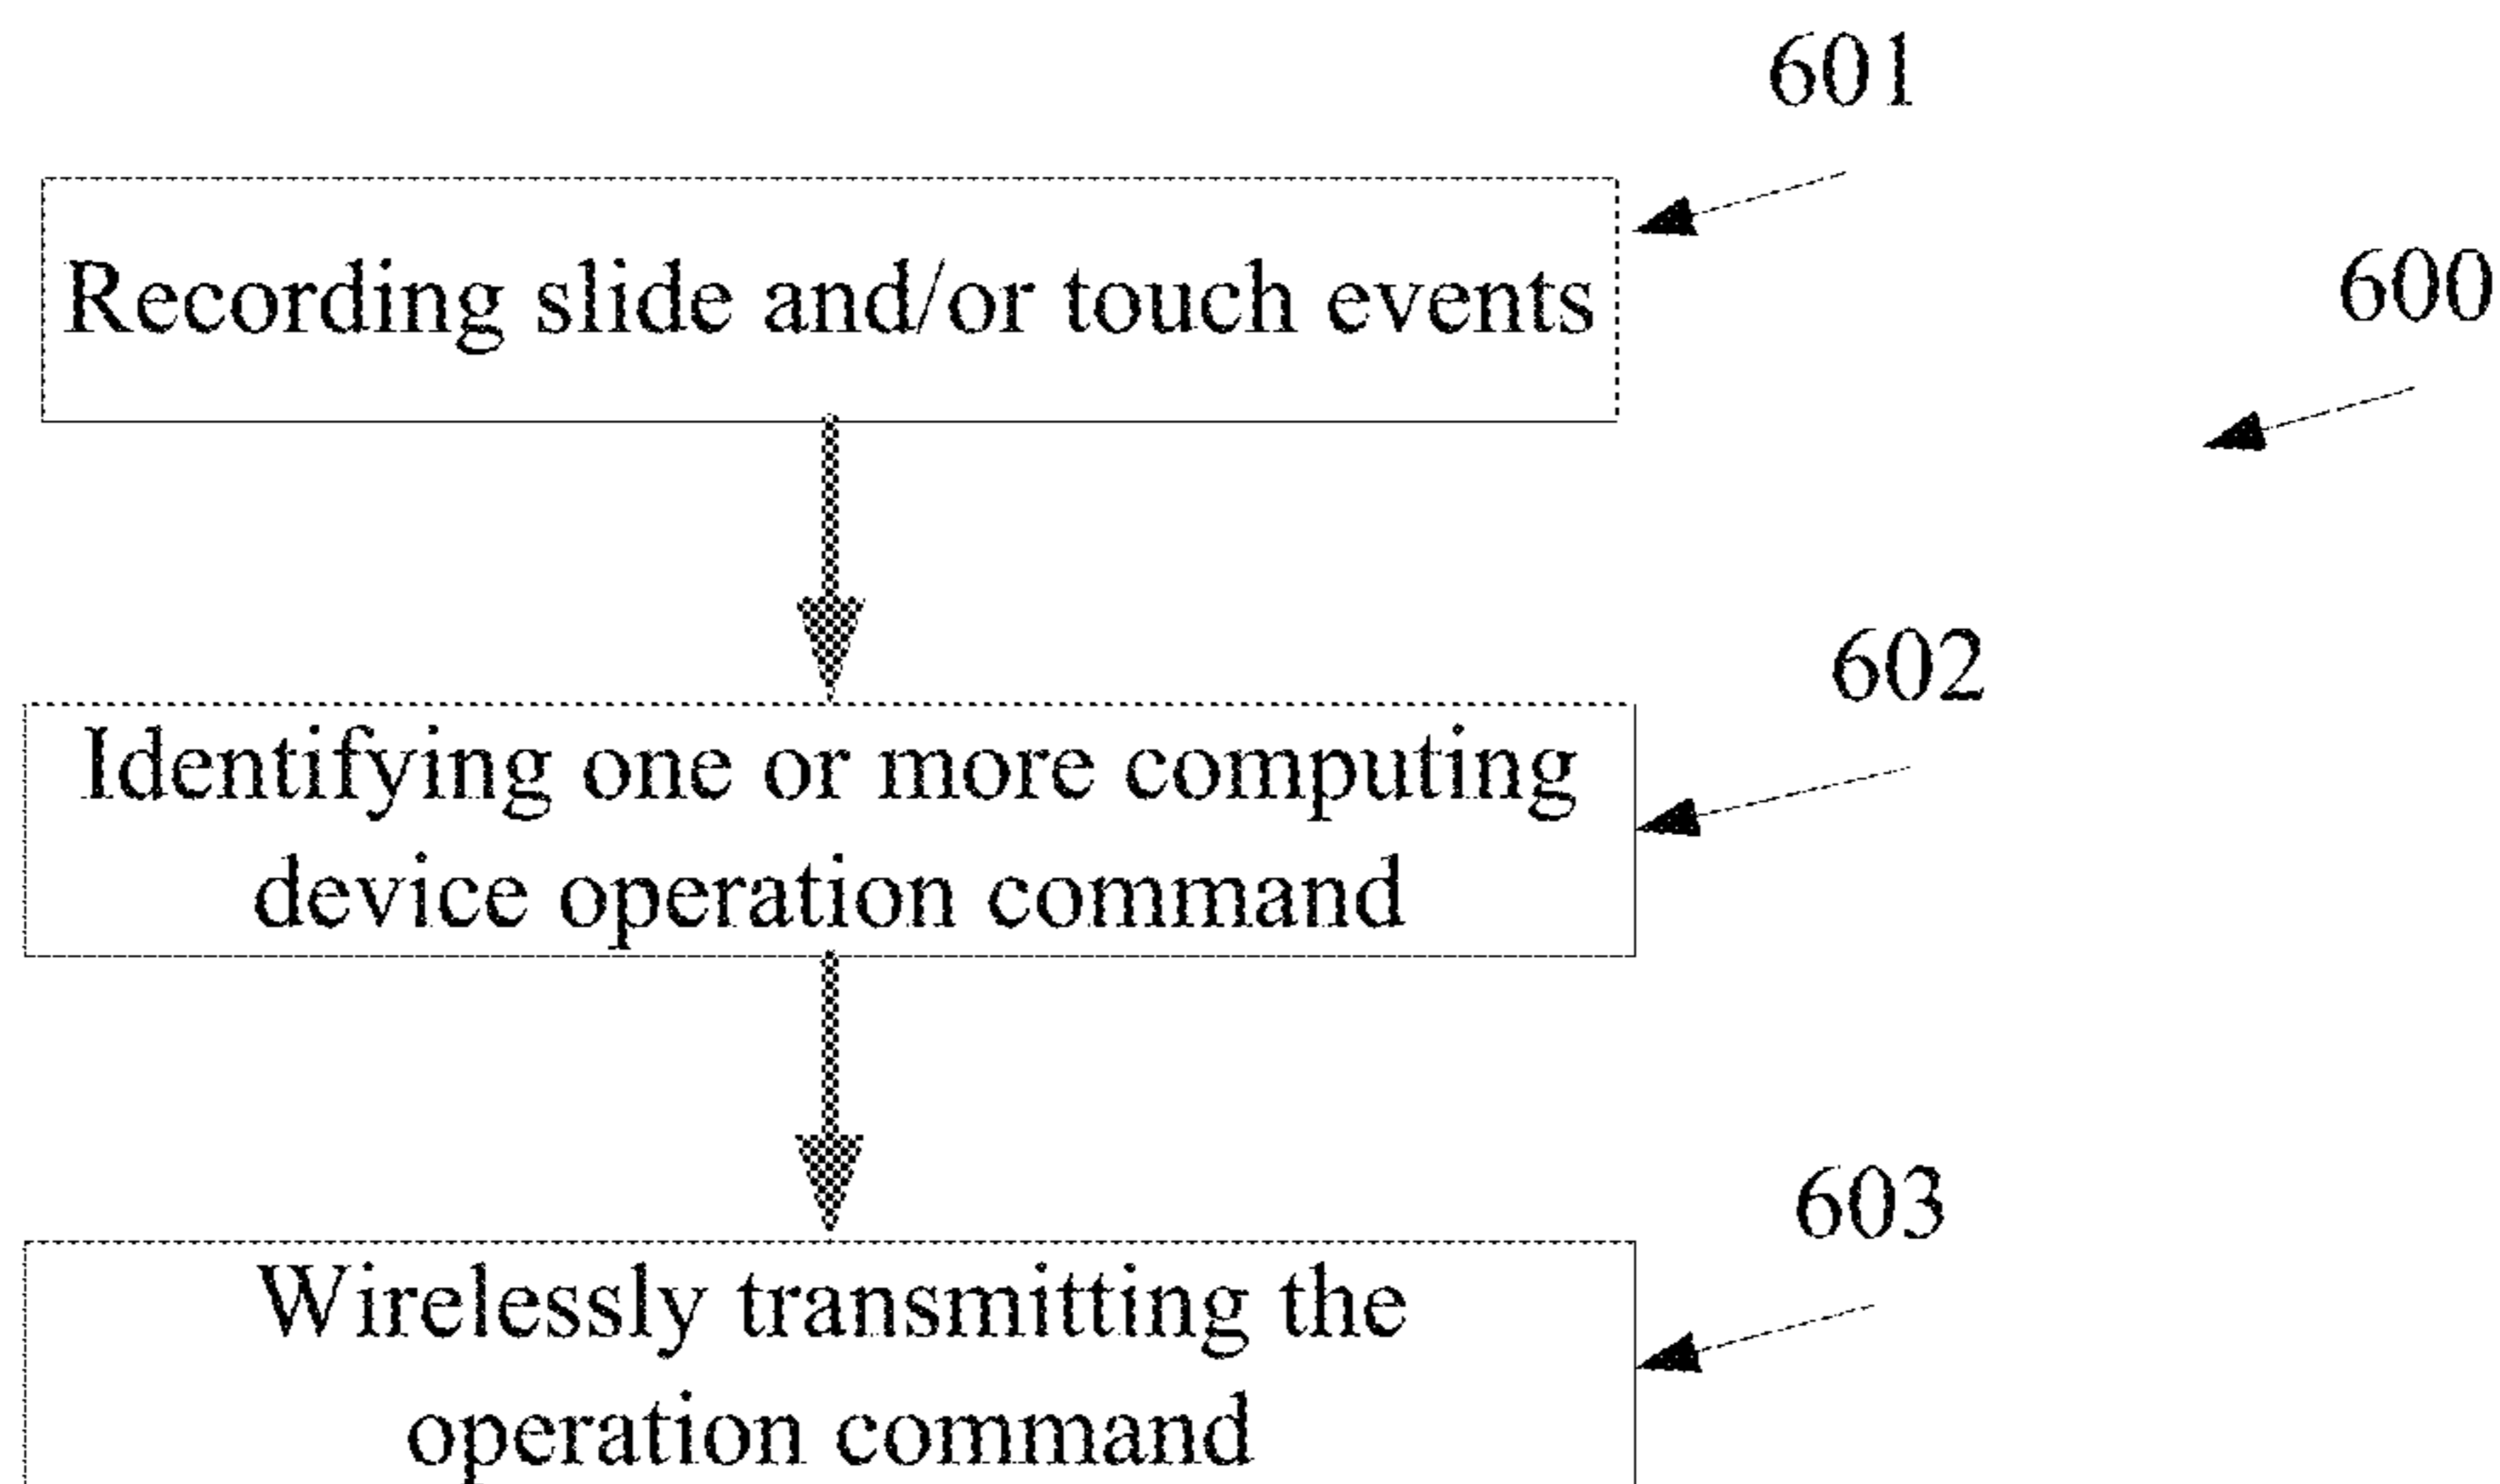 601
Recording slide and/or touch events
600
602
Identifying one or more computing
device operation command
603
Wirelessly transmitting the
operation command